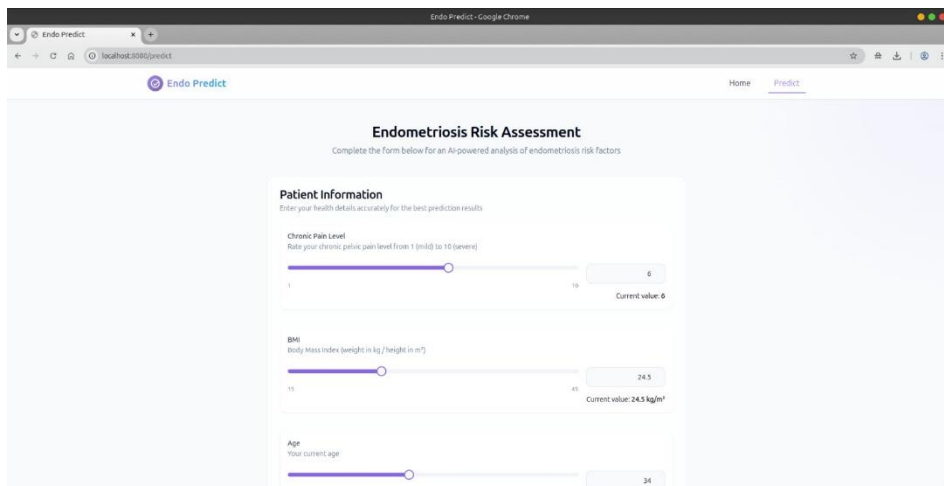 Endo Predict - Google Chrome
Endo Predict
localhost:8080/predict
Endo Predict
Home
Predict
Endometriosis Risk Assessment
Complete the form below for an AI-powered analysis of endometriosis risk factors
Patient Information
Enter your health details accurately for the best prediction results
Chronic Pain Level
Rate your chronic pelvic pain level from 1 (mild) to 10 (severe)
6
1
10
Current value: 6
BMI
Body Mass Index (weight in kg / height in m²)
24.5
15
45
Current value: 24.5 kg/m²
Age
Your current age
34